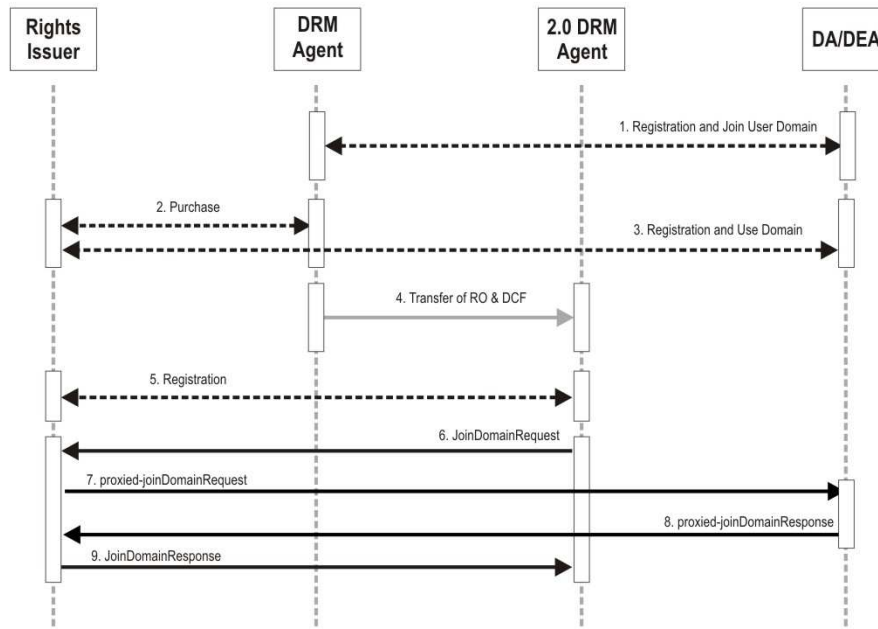 Rights
Issuer
DRM
Agent
2.0 DRM
Agent
DA/DEA
1. Registration and Join User Domain
2. Purchase
3. Registration and Use Domain
4. Transfer of RO & DCF
5. Registration
6. JoinDomainRequest
7. proxied-joinDomainRequest
8. proxied-joinDomainResponse
9. JoinDomainResponse